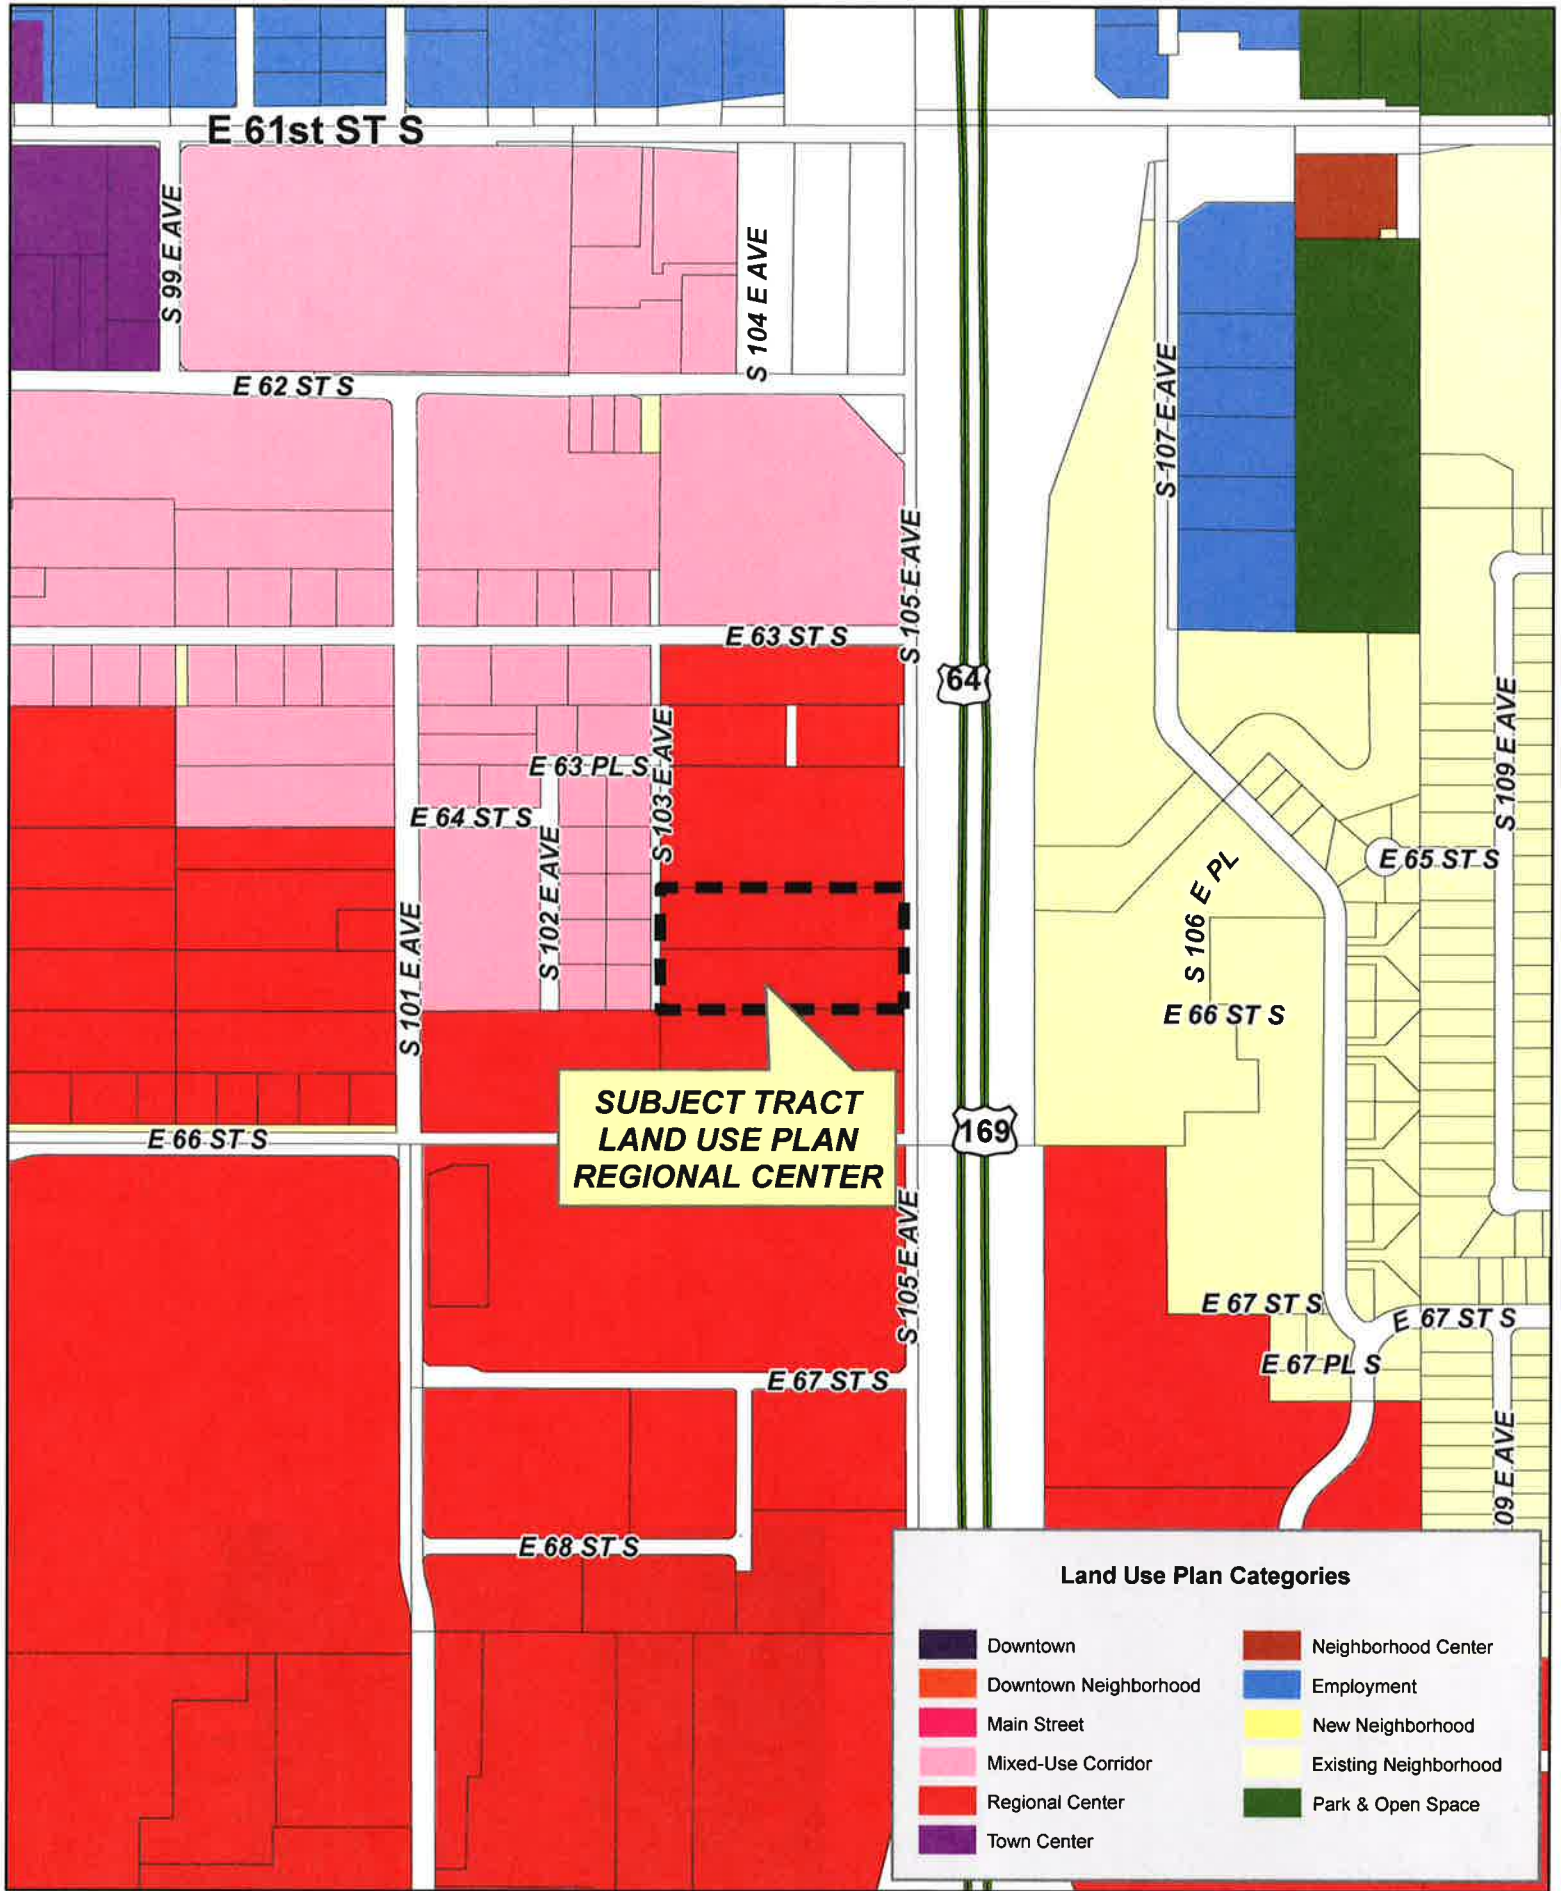 E 61st ST S
S 99 E AVE
S 104 E AVE
E 62 ST S
S 107 E AVE
S 105 E AVE
E 63 ST S
64
S 109 E AVE
S 103 E AVE
E 63 PL S
E 64 ST S
S 102 E AVE
E 65 ST S
S 106 E PL
S 101 E AVE
E 66 ST S
SUBJECT TRACT
LAND USE PLAN
REGIONAL CENTER
E 66 ST S
169
S 105 E AVE
E 67 ST S
E 67 ST S
E 67 PL S
E 67 ST S
09 E AVE
E 68 ST S
Land Use Plan Categories
Downtown
Downtown Neighborhood
Main Street
Mixed-Use Corridor
Regional Center
Town Center
Neighborhood Center
Employment
New Neighborhood
Existing Neighborhood
Park & Open Space